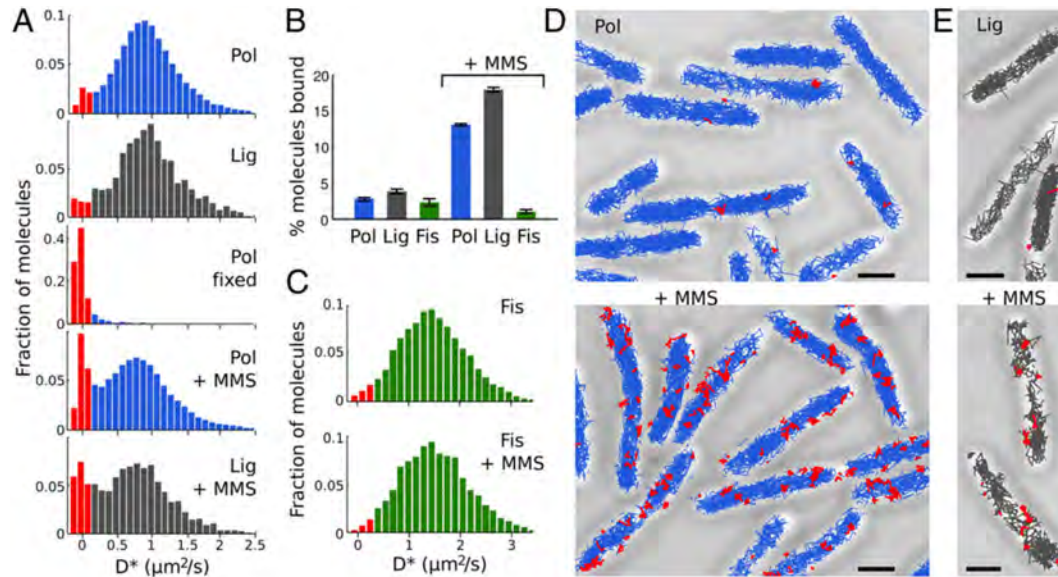 A
Fraction of molecules
0.1
0.05
0
Pol
0.05
0
Lig
0.4
0.2
0
Pol
fixed
0.05
0
Pol
+ MMS
0.05
0
Lig
+ MMS
0 0.5 1 1.5 2 2.5
D* (µm²/s)
B
% molecules bound
20
15
10
5
0
+ MMS
Pol Lig Fis Pol Lig Fis
C
Fraction of molecules
0.1
0.05
0
Fis
0.1
0.05
0
Fis
+ MMS
0 1 2 3
D* (µm²/s)
D
Pol
+ MMS
E
Lig
+ MMS